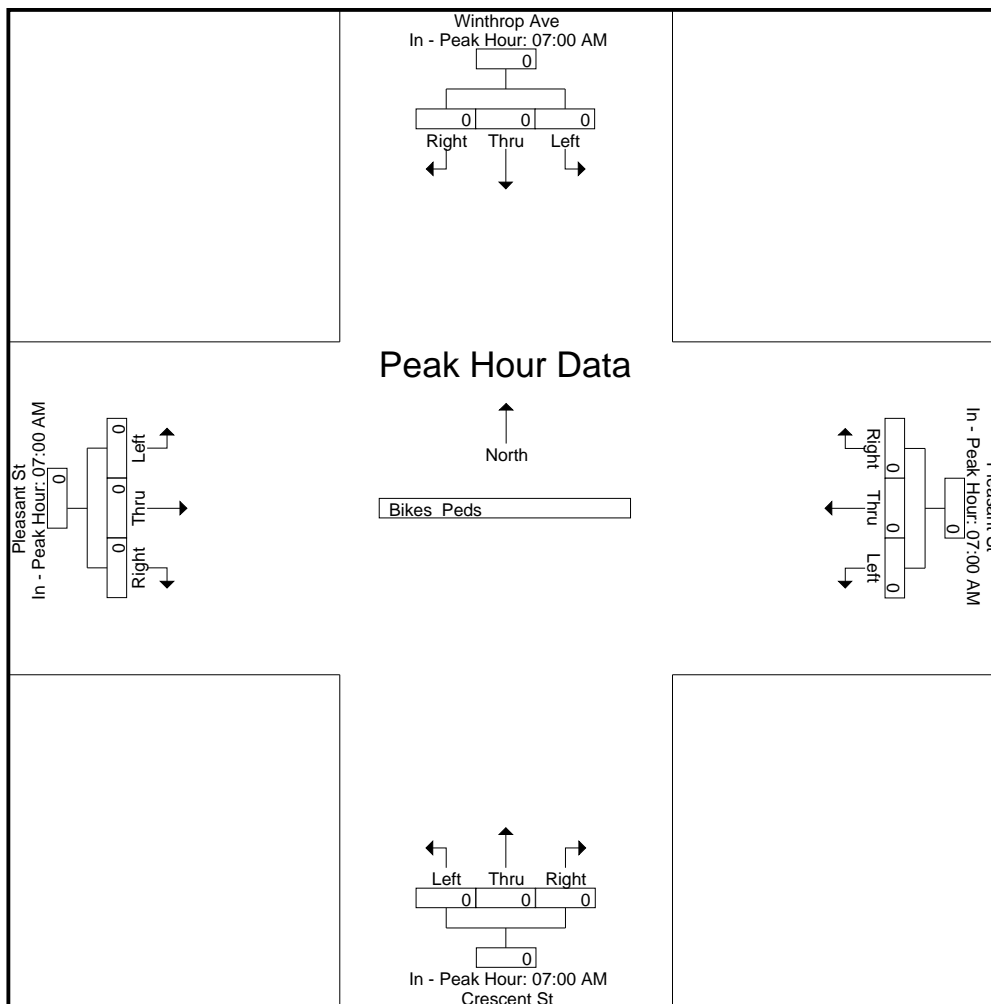 Winthrop Ave
In - Peak Hour: 07:00 AM
0
0 0 0
Right Thru Left
Peak Hour Data
North
Bikes Peds
Pleasant St
In - Peak Hour: 07:00 AM
0
0 0 0
Left Thru Right
Pleasant St
In - Peak Hour: 07:00 AM
0
0 0 0
Right Thru Left
Left Thru Right
0 0 0
0
In - Peak Hour: 07:00 AM
Crescent St